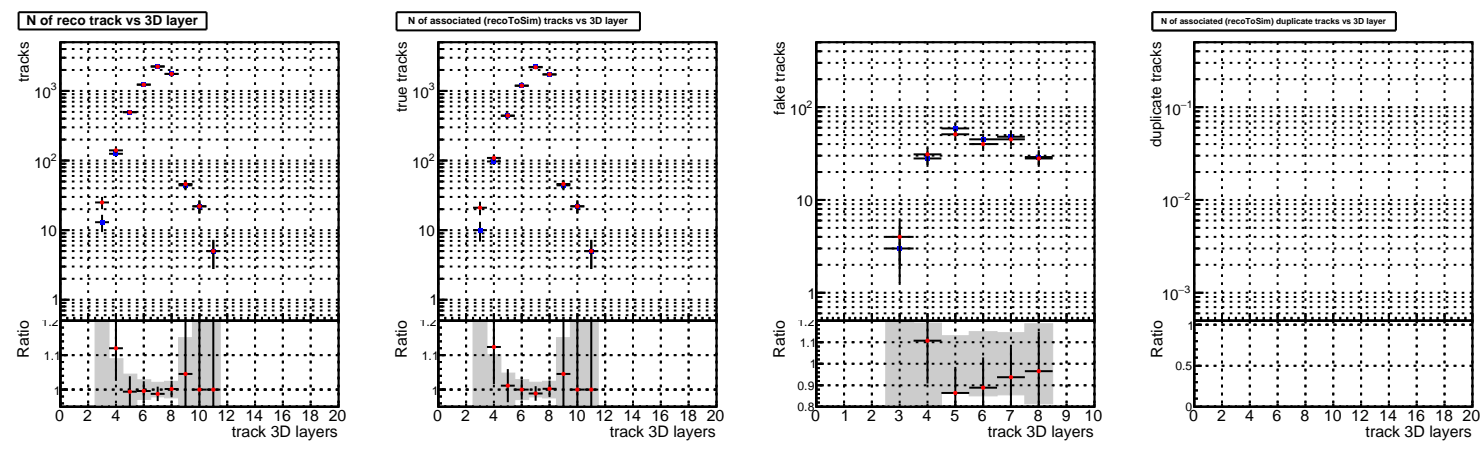 N of reco track vs 3D layer
tracks
10³
10²
10
1
Ratio
1.2
1.1
1
0 2 4 6 8 10 12 14 16 18 20
track 3D layers
N of associated (recoToSim) tracks vs 3D layer
true tracks
10³
10²
10
1
Ratio
1.2
1.1
1
0 2 4 6 8 10 12 14 16 18 20
track 3D layers
fake tracks
10²
10
1
Ratio
1.2
1.1
1
0.9
0.8
0 1 2 3 4 5 6 7 8 9 10
track 3D layers
N of associated (recoToSim) duplicate tracks vs 3D layer
duplicate tracks
10⁻¹
10⁻²
10⁻³
Ratio
1
0.5
0
0 2 4 6 8 10 12 14 16 18 20
track 3D layers